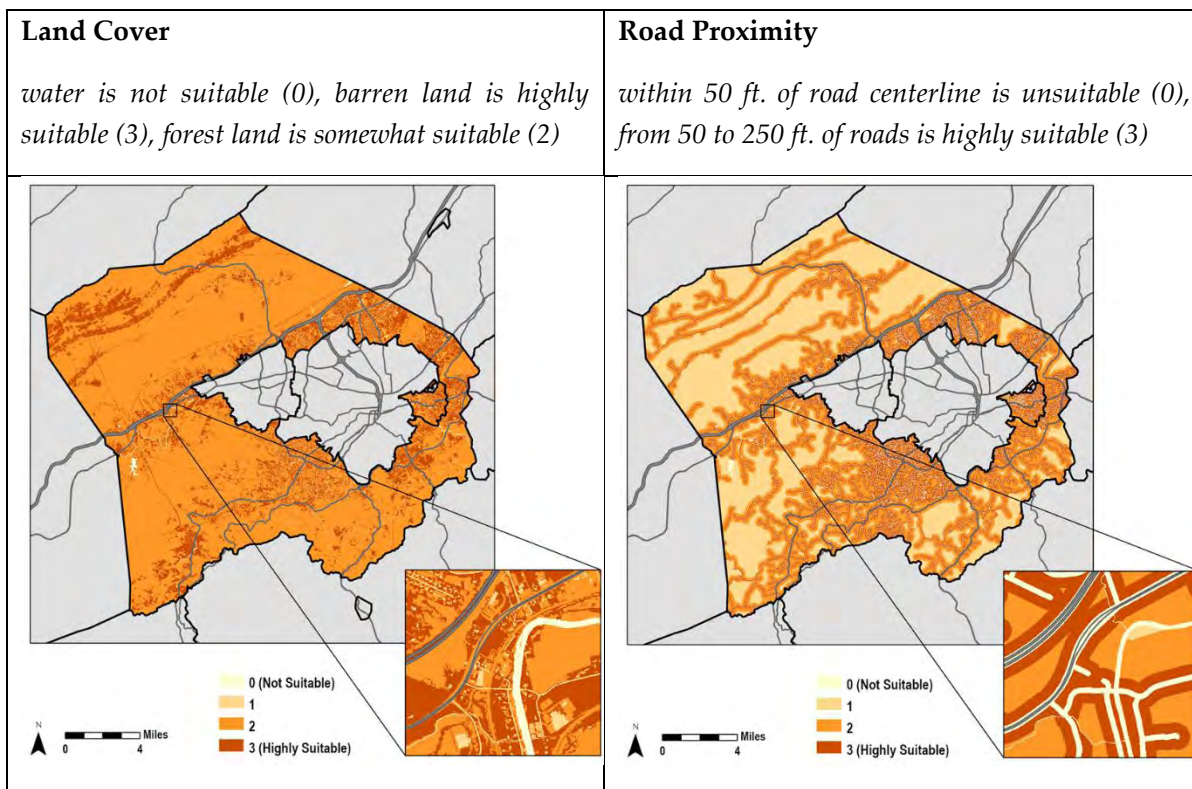 Land Cover
water is not suitable (0), barren land is highly
suitable (3), forest land is somewhat suitable (2)
Road Proximity
within 50 ft. of road centerline is unsuitable (0),
from 50 to 250 ft. of roads is highly suitable (3)
0 (Not Suitable)
1
2
3 (Highly Suitable)
N
Miles
0 4
0 (Not Suitable)
1
2
3 (Highly Suitable)
N
Miles
0 4